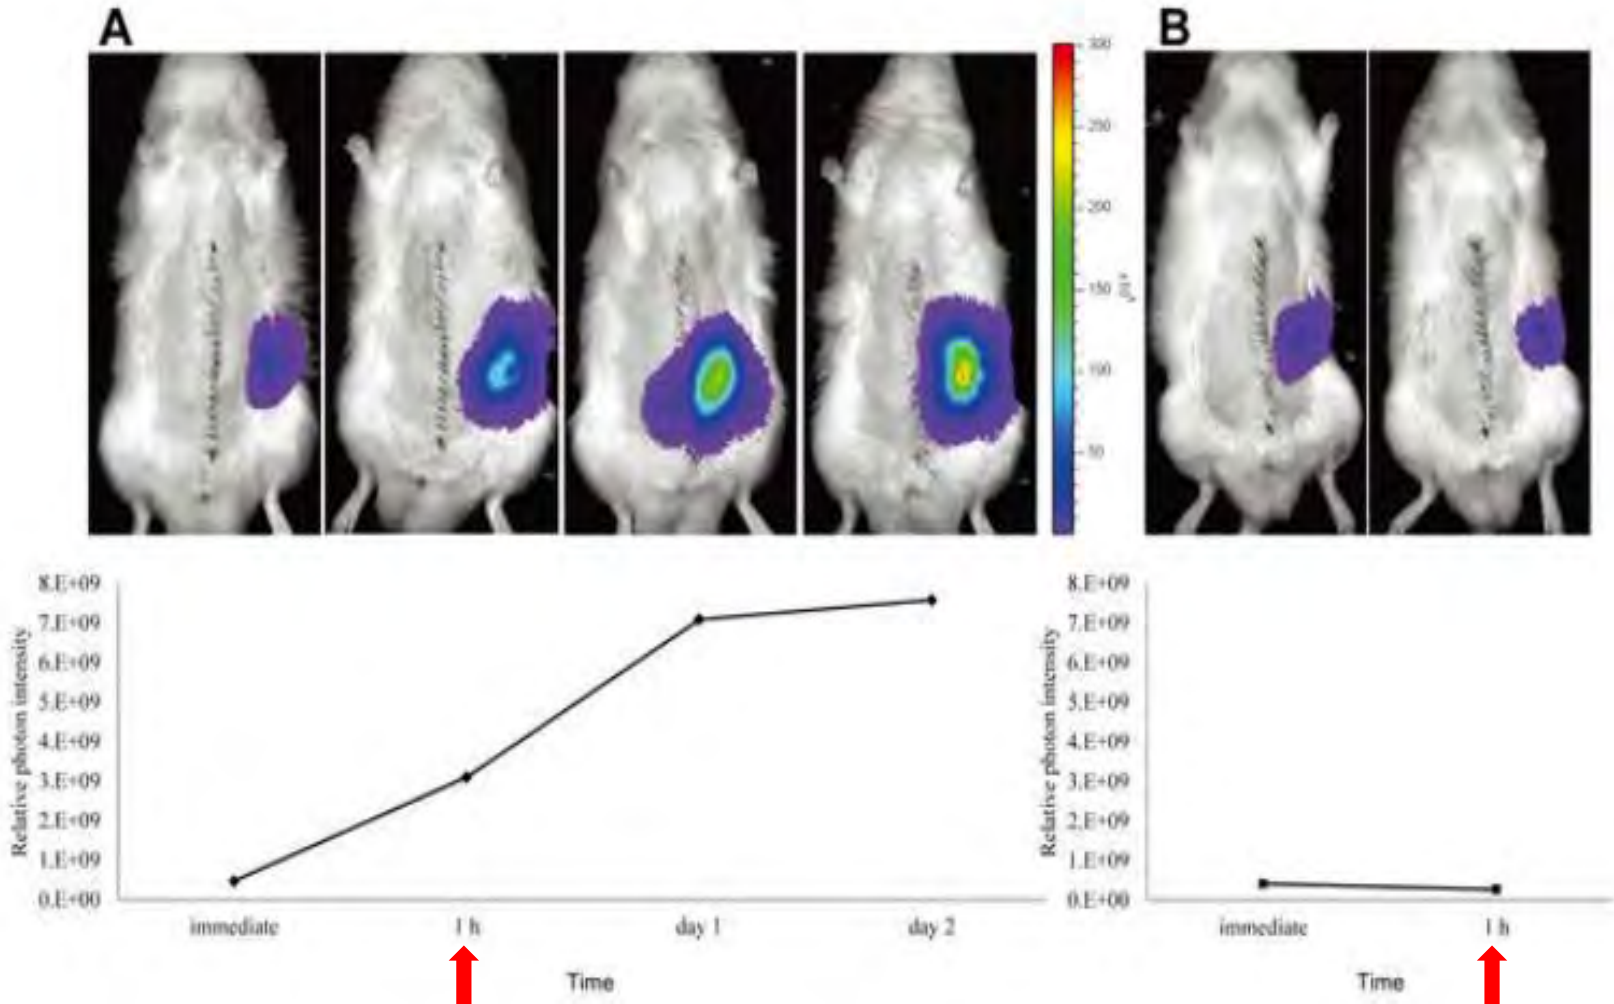 A
B
300
250
200
150
100
50
8.E+09
7.E+09
6.E+09
5.E+09
4.E+09
3.E+09
2.E+09
1.E+09
0.E+00
Relative photon intensity
immediate
1 h
day 1
day 2
Time
8.E+09
7.E+09
6.E+09
5.E+09
4.E+09
3.E+09
2.E+09
1.E+09
0.E+00
Relative photon intensity
immediate
1 h
Time